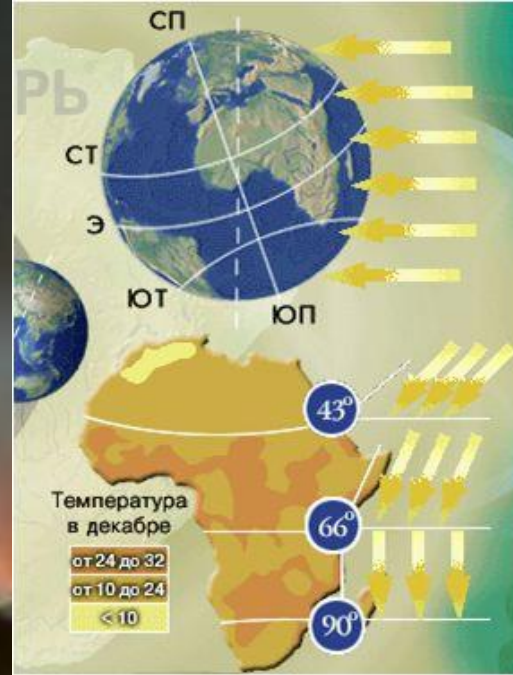 СП
РЬ
СТ
Э
ЮТ
ЮП
43°
66°
90°
Температура
в декабре
от 24 до 32
от 10 до 24
< 10